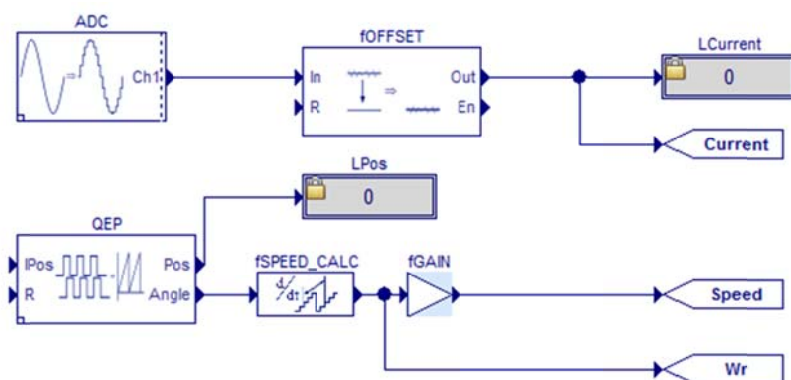 ADC
Ch1
fOFFSET
In
R
Out
En
LCurrent
0
Current
LPos
0
QEP
IPos
R
Pos
Angle
fSPEED_CALC
d/dt
fGAIN
Speed
Wr